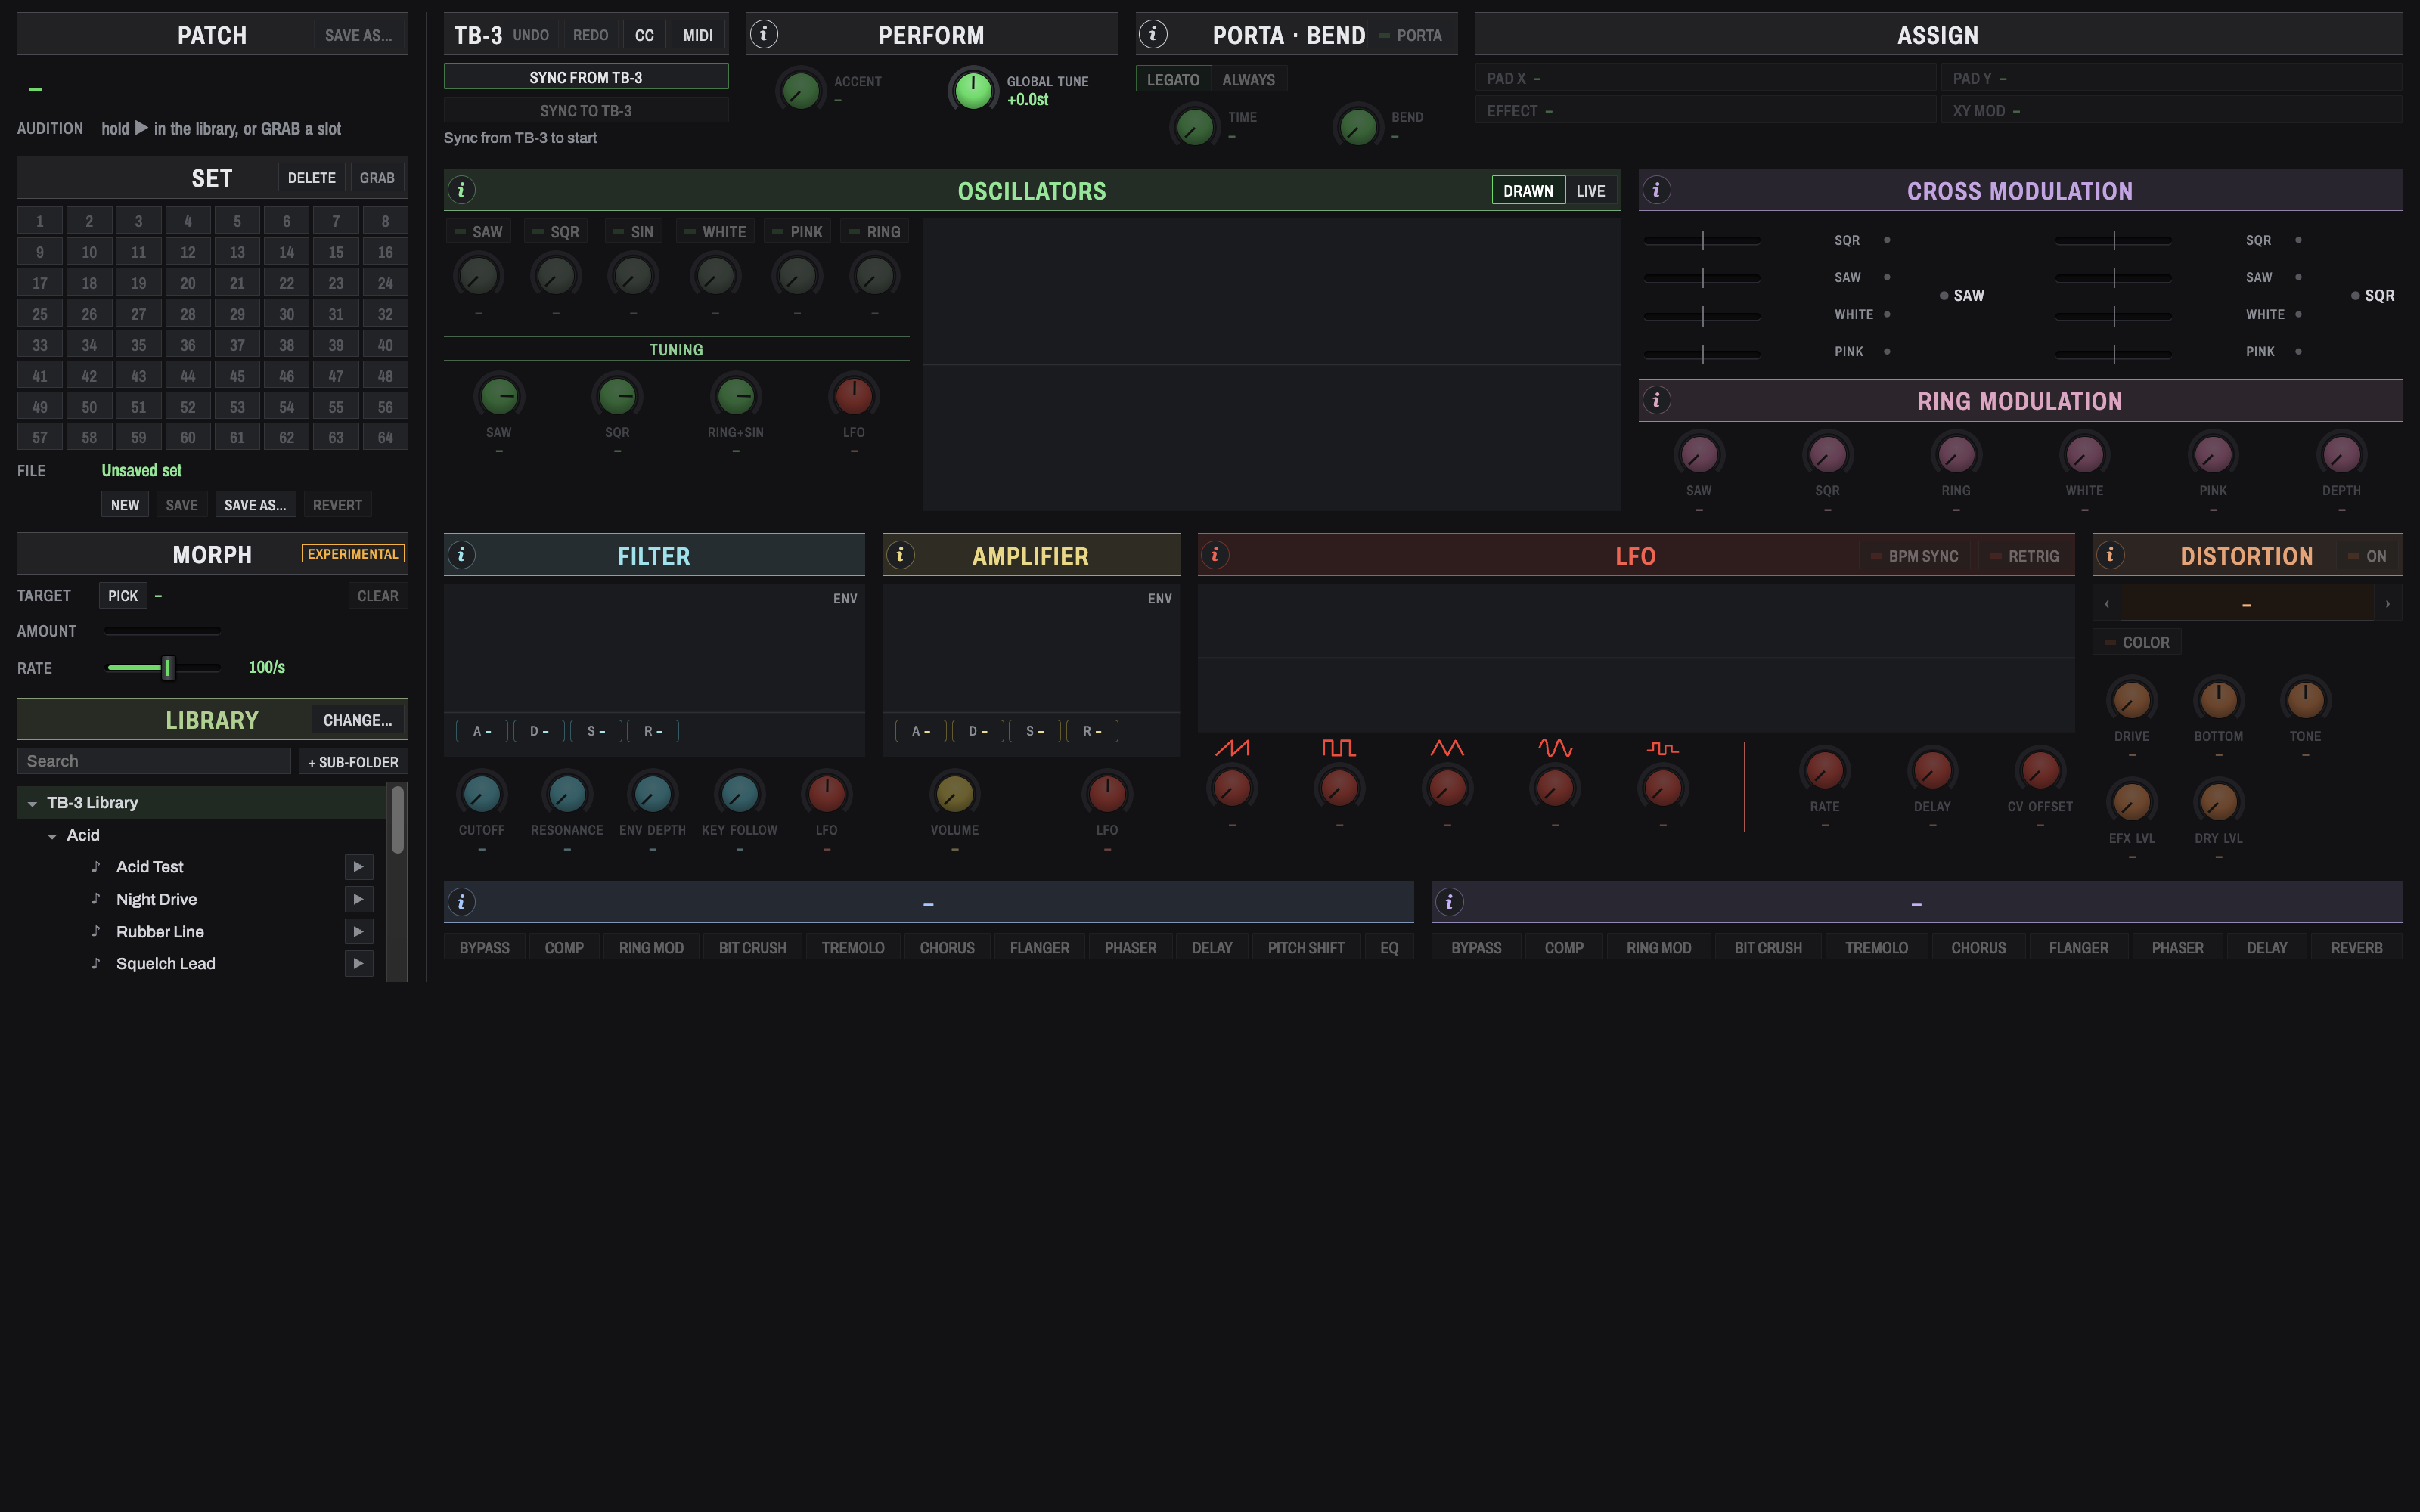 PATCH SAVE AS...
–
AUDITION hold ▶ in the library, or GRAB a slot
SET DELETE GRAB
1 2 3 4 5 6 7 8
9 10 11 12 13 14 15 16
17 18 19 20 21 22 23 24
25 26 27 28 29 30 31 32
33 34 35 36 37 38 39 40
41 42 43 44 45 46 47 48
49 50 51 52 53 54 55 56
57 58 59 60 61 62 63 64
FILE Unsaved set
NEW SAVE SAVE AS... REVERT
MORPH EXPERIMENTAL
TARGET PICK – CLEAR
AMOUNT
RATE 100/s
LIBRARY CHANGE...
Search + SUB-FOLDER
TB-3 Library
Acid
Acid Test
Night Drive
Rubber Line
Squelch Lead
TB-3 UNDO REDO CC MIDI
SYNC FROM TB-3
SYNC TO TB-3
Sync from TB-3 to start
i PERFORM
ACCENT –
GLOBAL TUNE +0.0st
i PORTA · BEND PORTA
LEGATO ALWAYS
TIME –
BEND –
ASSIGN
PAD X – PAD Y –
EFFECT – XY MOD –
i OSCILLATORS DRAWN LIVE
SAW SQR SIN WHITE PINK RING
– – – – – –
TUNING
SAW SQR RING+SIN LFO
– – – –
i CROSS MODULATION
SQR SQR
SAW SAW
SAW SQR
WHITE WHITE
PINK PINK
i RING MODULATION
SAW SQR RING WHITE PINK DEPTH
– – – – – –
i FILTER
ENV
A – D – S – R –
CUTOFF RESONANCE ENV DEPTH KEY FOLLOW LFO
– – – – –
i AMPLIFIER
ENV
A – D – S – R –
VOLUME LFO
– –
i LFO BPM SYNC RETRIG
– – – – –
RATE DELAY CV OFFSET
– – –
i DISTORTION ON
‹ – ›
COLOR
DRIVE BOTTOM TONE
– – –
EFX LVL DRY LVL
– –
i –
BYPASS COMP RING MOD BIT CRUSH TREMOLO CHORUS FLANGER PHASER DELAY PITCH SHIFT EQ
i –
BYPASS COMP RING MOD BIT CRUSH TREMOLO CHORUS FLANGER PHASER DELAY REVERB